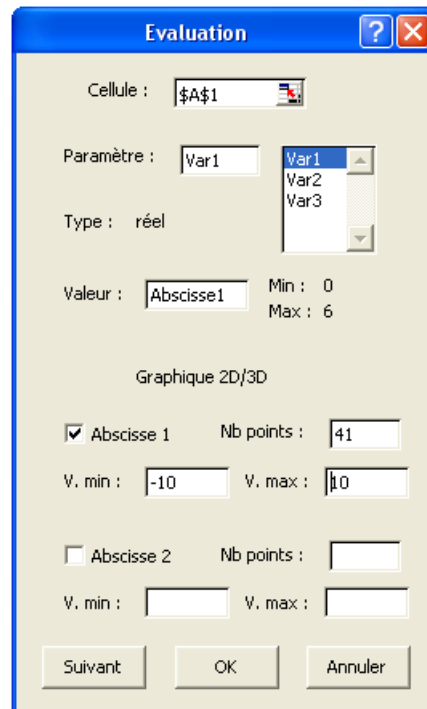 Evaluation
Cellule : $A$1
Paramètre : Var1 Var1
Var2
Var3
Type : réel
Valeur : Abscisse1 Min : 0
Max : 6
Graphique 2D/3D
Abscisse 1 Nb points : 41
V. min : -10 V. max : 10
Abscisse 2 Nb points :
V. min : V. max :
Suivant OK Annuler